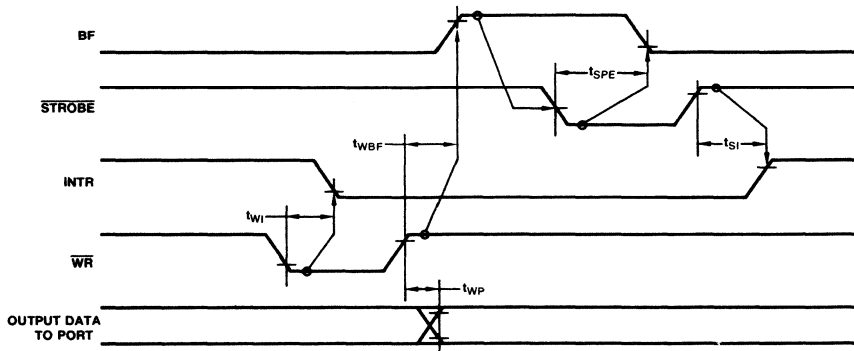 BF
tSPE
STROBE
tWBF
tSI
INTR
tWI
WR
tWP
OUTPUT DATA
TO PORT